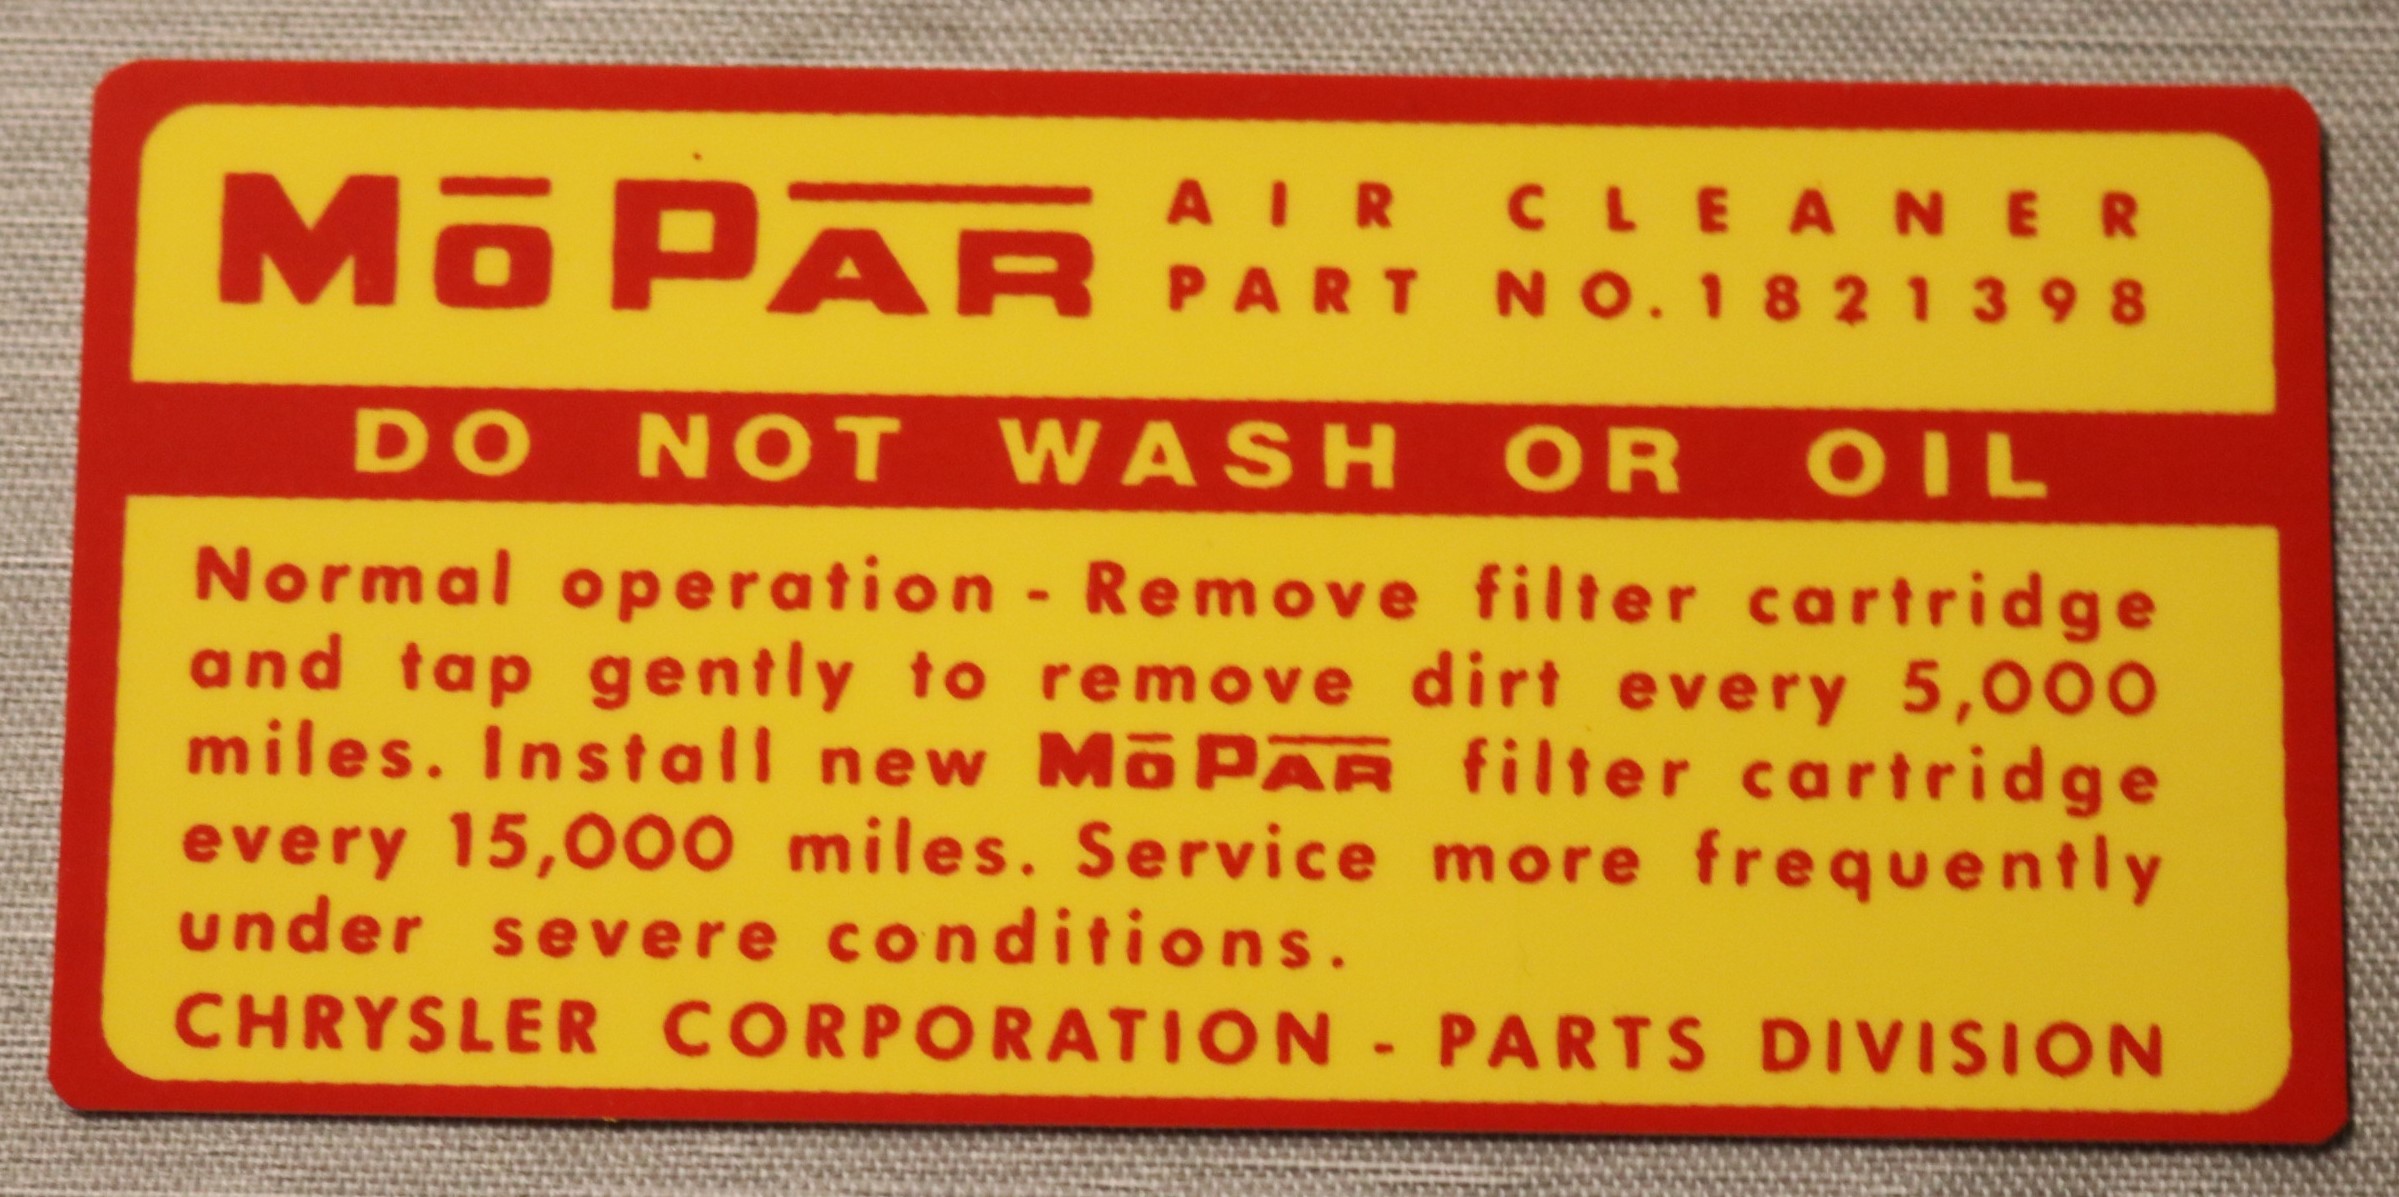 MōPAR AIR CLEANER
PART NO. 1821398
DO NOT WASH OR OIL
Normal operation - Remove filter cartridge
and tap gently to remove dirt every 5,000
miles. Install new MōPAR filter cartridge
every 15,000 miles. Service more frequently
under severe conditions.
CHRYSLER CORPORATION - PARTS DIVISION